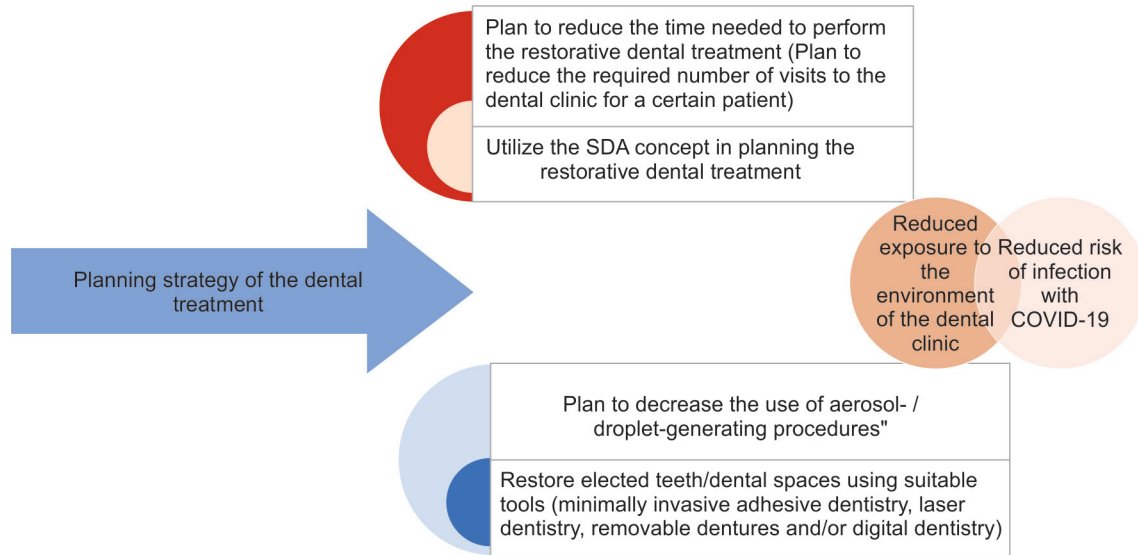 Plan to reduce the time needed to perform
the restorative dental treatment (Plan to
reduce the required number of visits to the
dental clinic for a certain patient)
Utilize the SDA concept in planning the
restorative dental treatment
Planning strategy of the dental
treatment
Reduced
exposure to
the
environment
of the dental
clinic
Reduced risk
of infection
with
COVID-19
Plan to decrease the use of aerosol- /
droplet-generating procedures"
Restore elected teeth/dental spaces using suitable
tools (minimally invasive adhesive dentistry, laser
dentistry, removable dentures and/or digital dentistry)